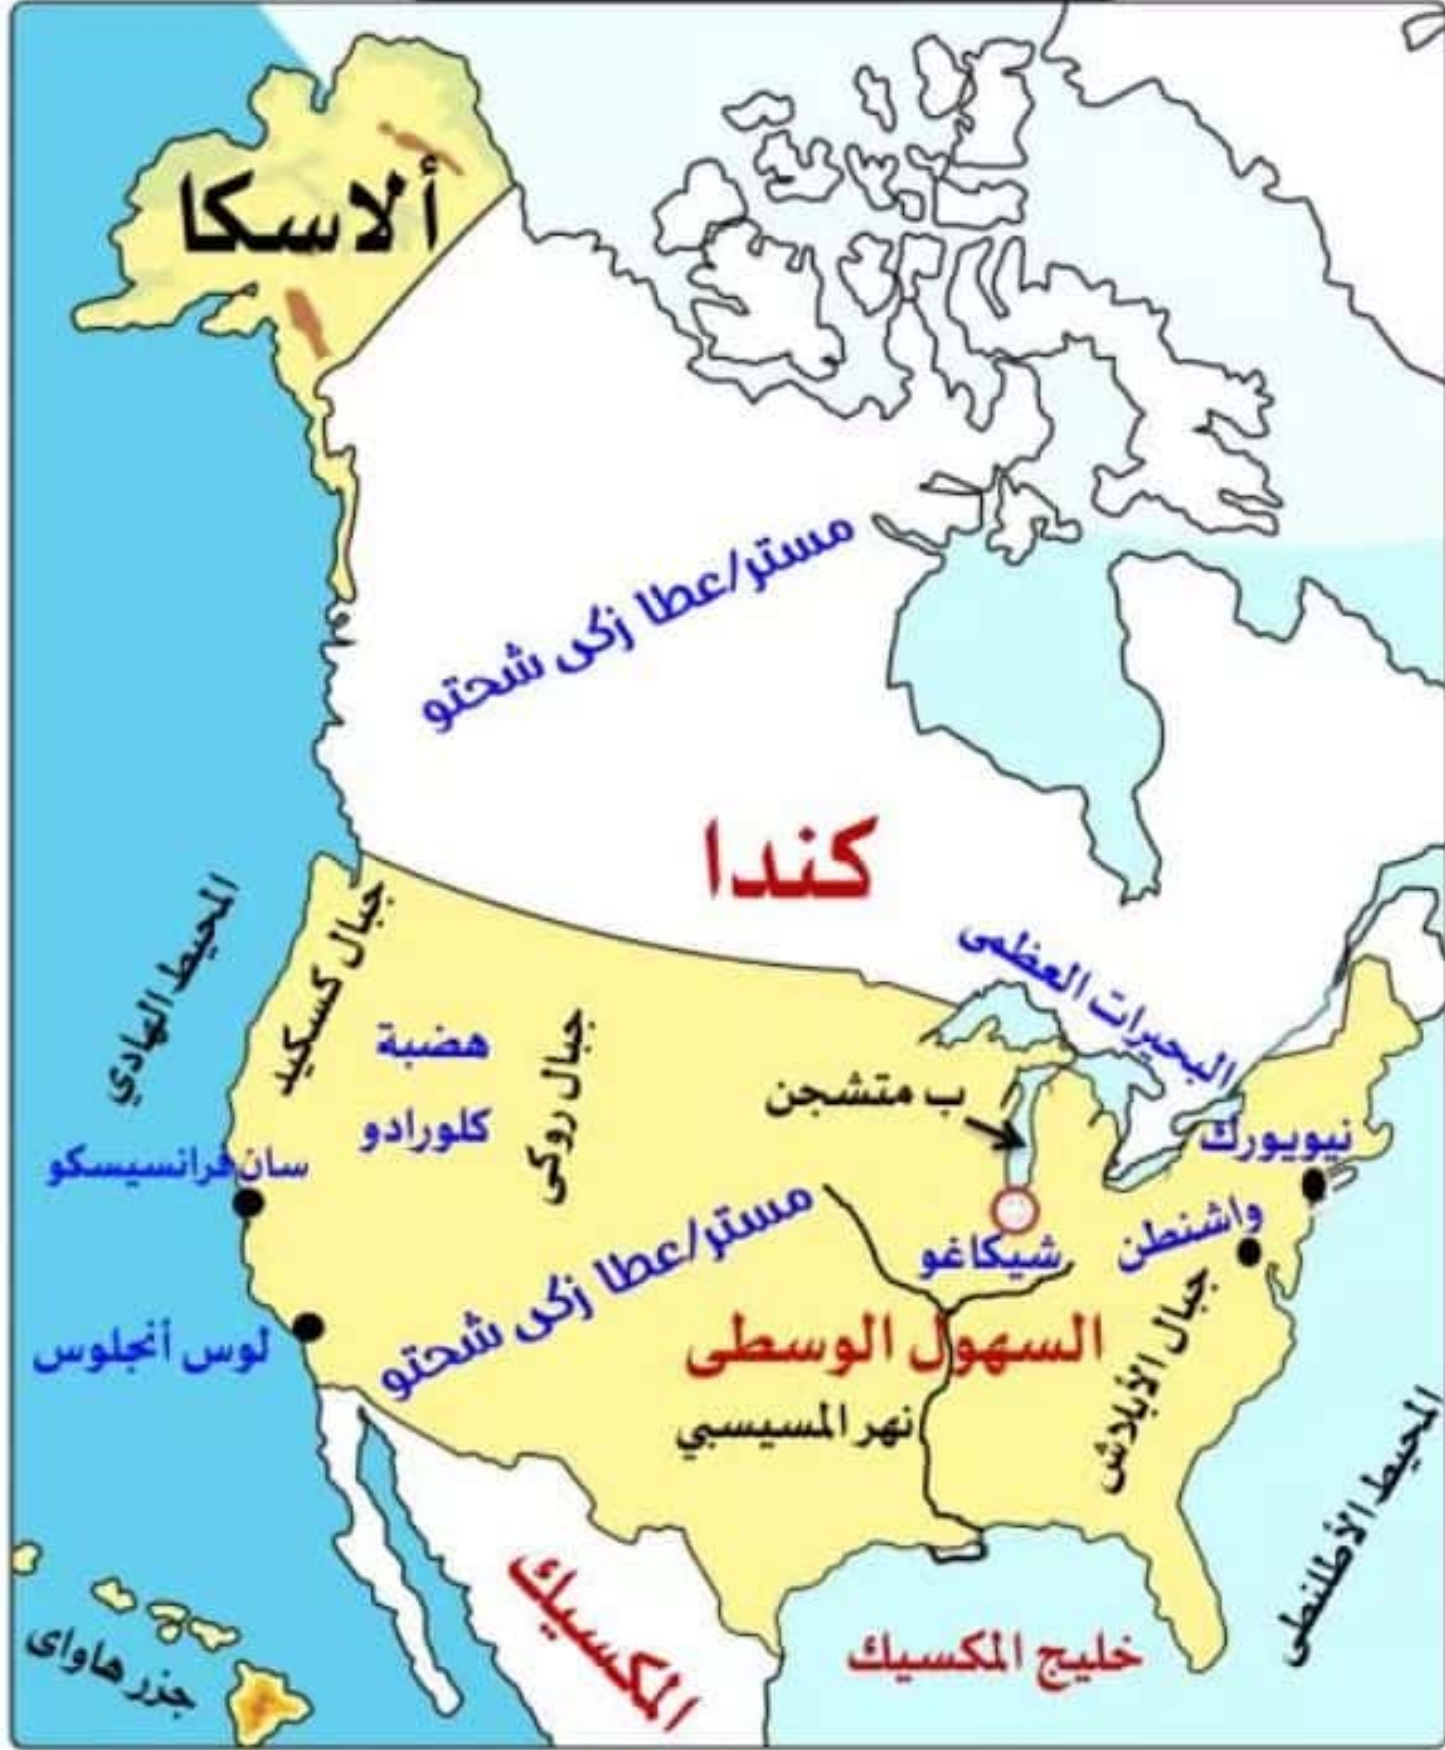 ألاسكا
مستر/عطا زكى شحتو
كندا
البحيرات العظمى
المحيط الهادي
جبال كسكيد
هضبة
كلورادو
جبال روكى
ب متشجن
نيويورك
سان فرانسيسكو
واشنطن
شيكاغو
مستر/عطا زكى شحتو
لوس أنجلوس
السهول الوسطى
جبال الأبلاش
نهر المسيسبي
المحيط الأطلنطى
المكسيك
خليج المكسيك
جزر هاواى